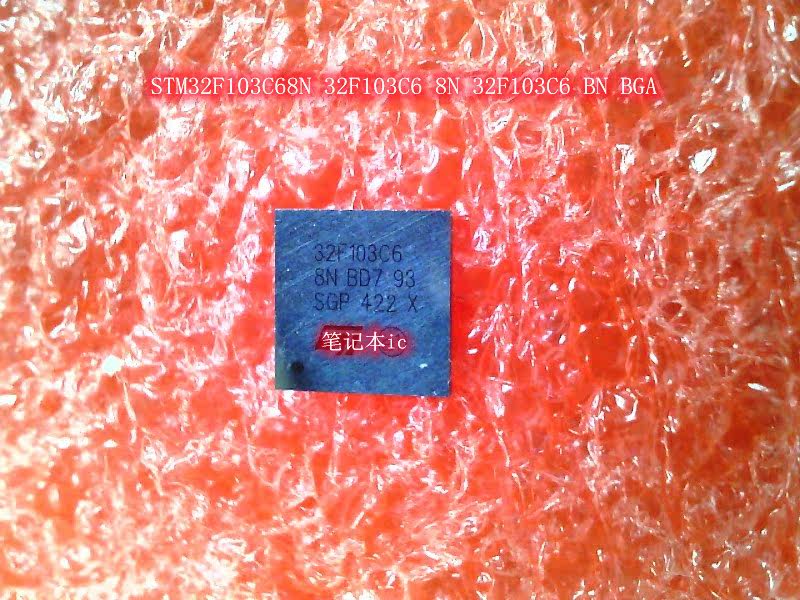 STM32F103C68N 32F103C6 8N 32F103C6 BN BGA
32F103C6
8N BD7 93
SGP 422 X
笔记本ic